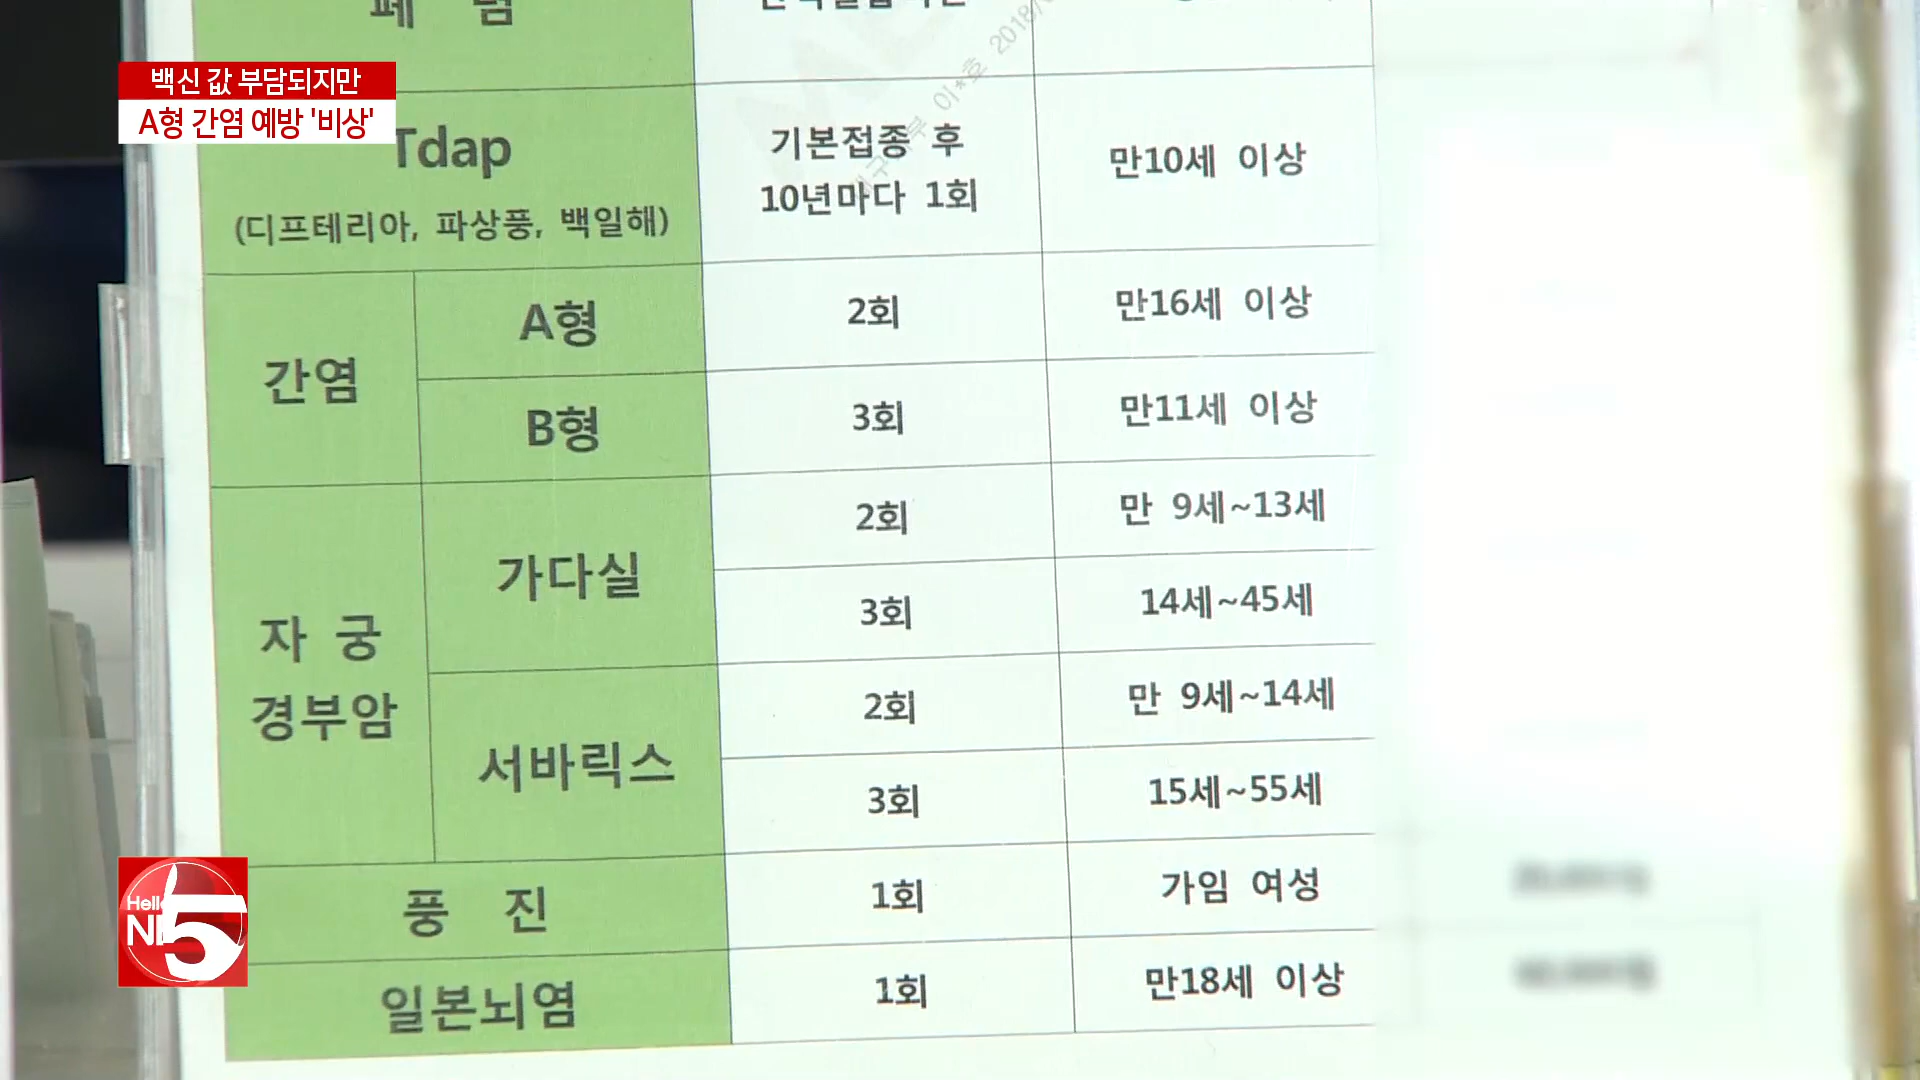 백신 값 부담되지만
A형 간염 예방 '비상'
폐 렴
2018/
이*호
Tdap
(디프테리아, 파상풍, 백일해)
기본접종 후
10년마다 1회
만10세 이상
간염
A형
2회
만16세 이상
B형
3회
만11세 이상
자 궁
경부암
가다실
2회
만 9세~13세
3회
14세~45세
서바릭스
2회
만 9세~14세
3회
15세~55세
풍 진
1회
가임 여성
일본뇌염
1회
만18세 이상
5